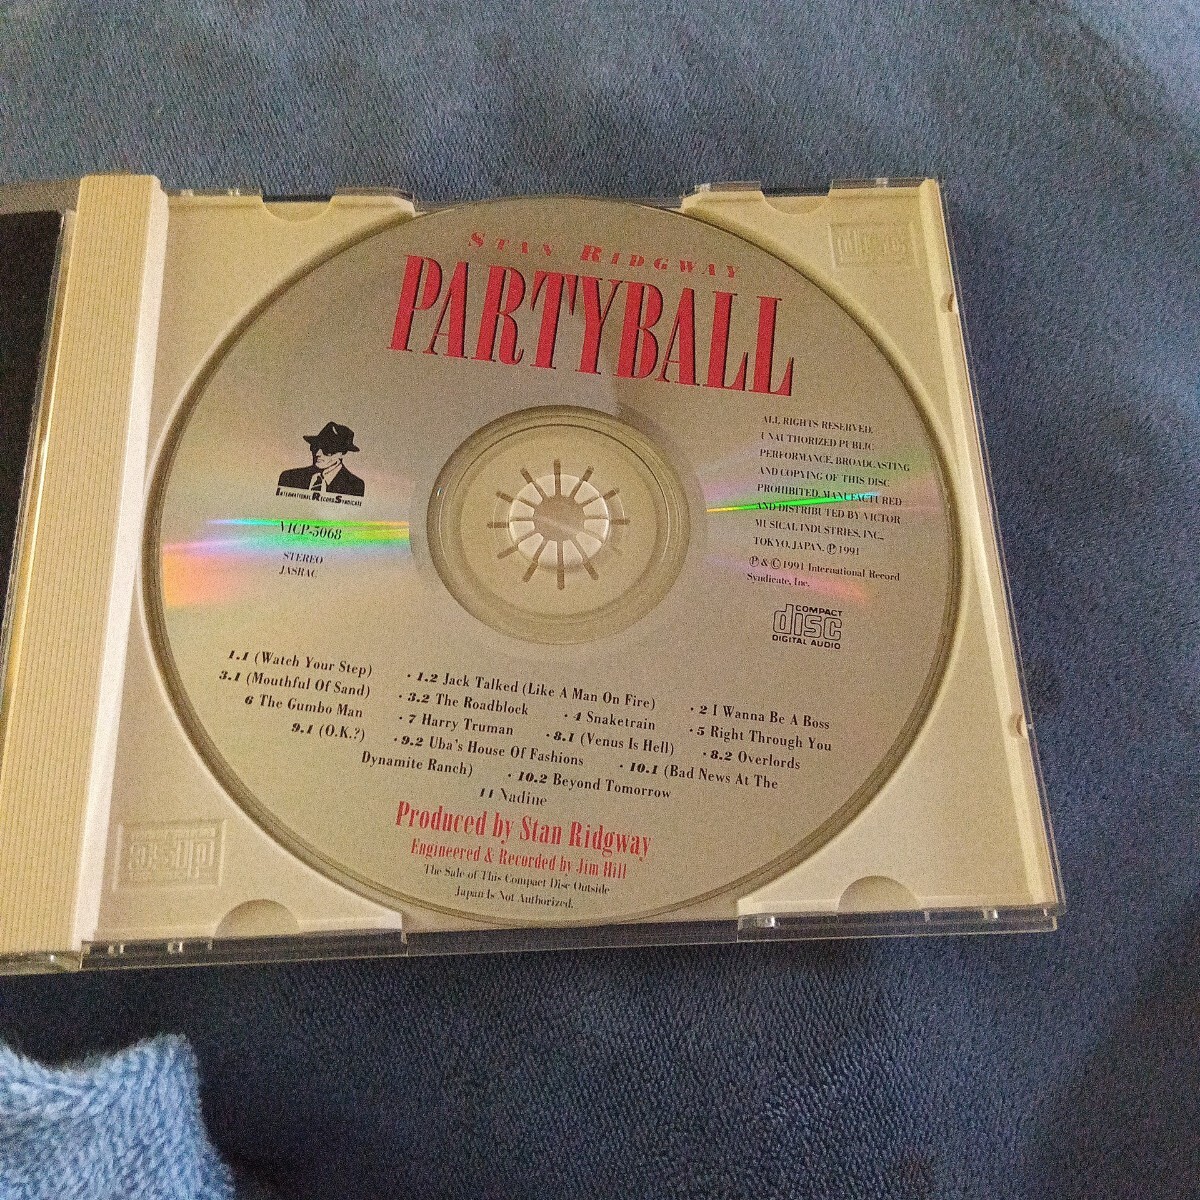 STAN RIDGWAY
PARTYBALL
INTERNATIONAL RECORD SYNDICATE
VICP-5068
STEREO
JASRAC
ALL RIGHTS RESERVED.
UNAUTHORIZED PUBLIC
PERFORMANCE, BROADCASTING
AND COPYING OF THIS DISC
PROHIBITED. MANUFACTURED
AND DISTRIBUTED BY VICTOR
MUSICAL INDUSTRIES, INC.,
TOKYO, JAPAN. Ⓟ 1991
Ⓟ & © 1991 International Record
Syndicate, Inc.
COMPACT
disc
DIGITAL AUDIO
1.1 (Watch Your Step) · 1.2 Jack Talked (Like A Man On Fire) · 2 I Wanna Be A Boss
3.1 (Mouthful Of Sand) · 3.2 The Roadblock · 4 Snaketrain · 5 Right Through You
6 The Gumbo Man · 7 Harry Truman · 8.1 (Venus Is Hell) · 8.2 Overlords
9.1 (O.K.?) · 9.2 Uba's House Of Fashions · 10.1 (Bad News At The
Dynamite Ranch) · 10.2 Beyond Tomorrow
11 Nadine
Produced by Stan Ridgway
Engineered & Recorded by Jim Hill
The Sale of This Compact Disc Outside
Japan Is Not Authorized.
disc
disc